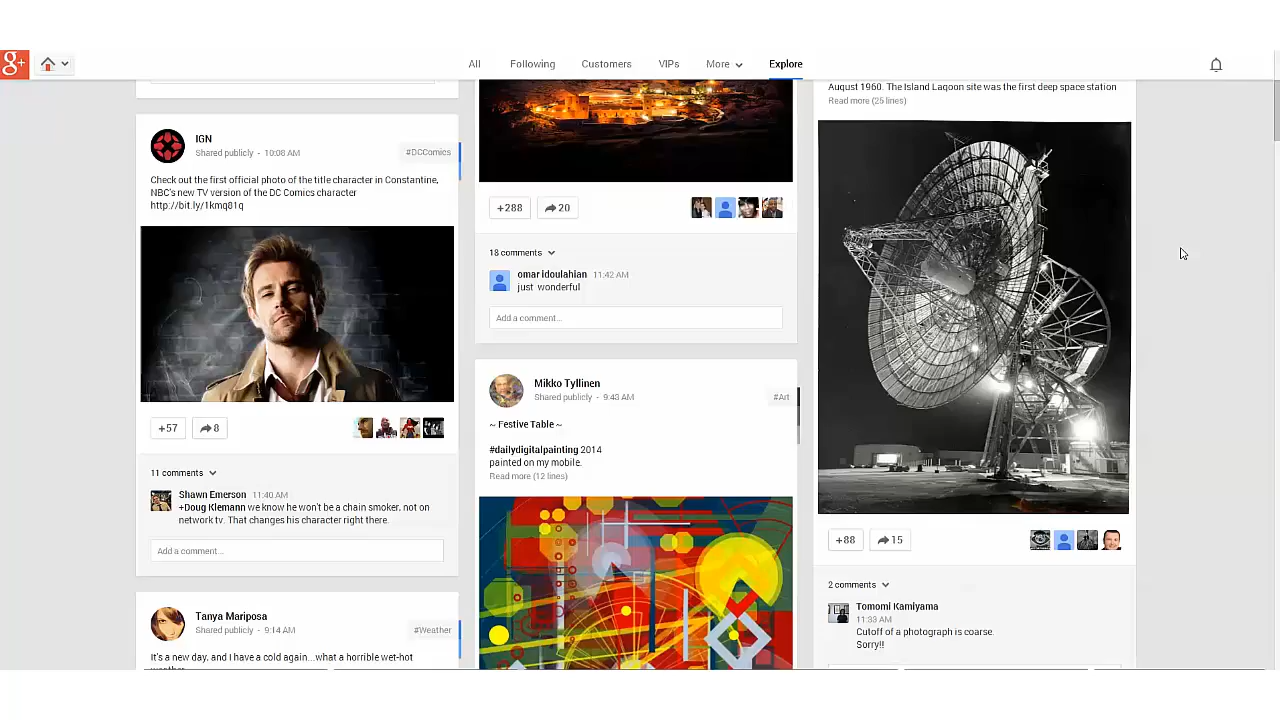 g+
All
Following
Customers
VIPs
More
Explore
IGN
Shared publicly - 10:08 AM
#DCComics
Check out the first official photo of the title character in Constantine,
NBC's new TV version of the DC Comics character
http://bit.ly/1kmq81q
+57
8
11 comments
Shawn Emerson 11:40 AM
+Doug Klemann we know he won't be a chain smoker, not on
network tv. That changes his character right there.
Add a comment...
Tanya Mariposa
Shared publicly - 9:14 AM
#Weather
It's a new day, and I have a cold again...what a horrible wet-hot
weather
+288
20
18 comments
omar idoulahian 11:42 AM
just wonderful
Add a comment...
Mikko Tyllinen
Shared publicly - 9:43 AM
#Art
~ Festive Table ~
#dailydigitalpainting 2014
painted on my mobile.
Read more (12 lines)
August 1960. The Island Lagoon site was the first deep space station
Read more (25 lines)
+88
15
2 comments
Tomomi Kamiyama
11:33 AM
Cutoff of a photograph is coarse.
Sorry!!